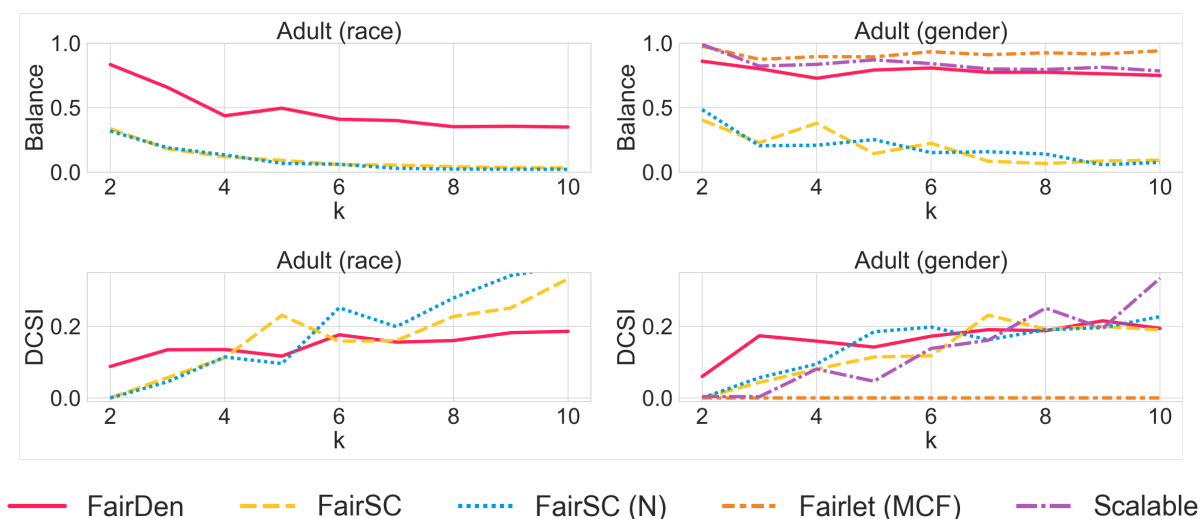 Adult (race)
Balance
1.0
0.5
0.0
2 4 6 8 10
k
Adult (gender)
Balance
1.0
0.5
0.0
2 4 6 8 10
k
Adult (race)
DCSI
0.2
0.0
2 4 6 8 10
k
Adult (gender)
DCSI
0.2
0.0
2 4 6 8 10
k
FairDen FairSC FairSC (N) Fairlet (MCF) Scalable